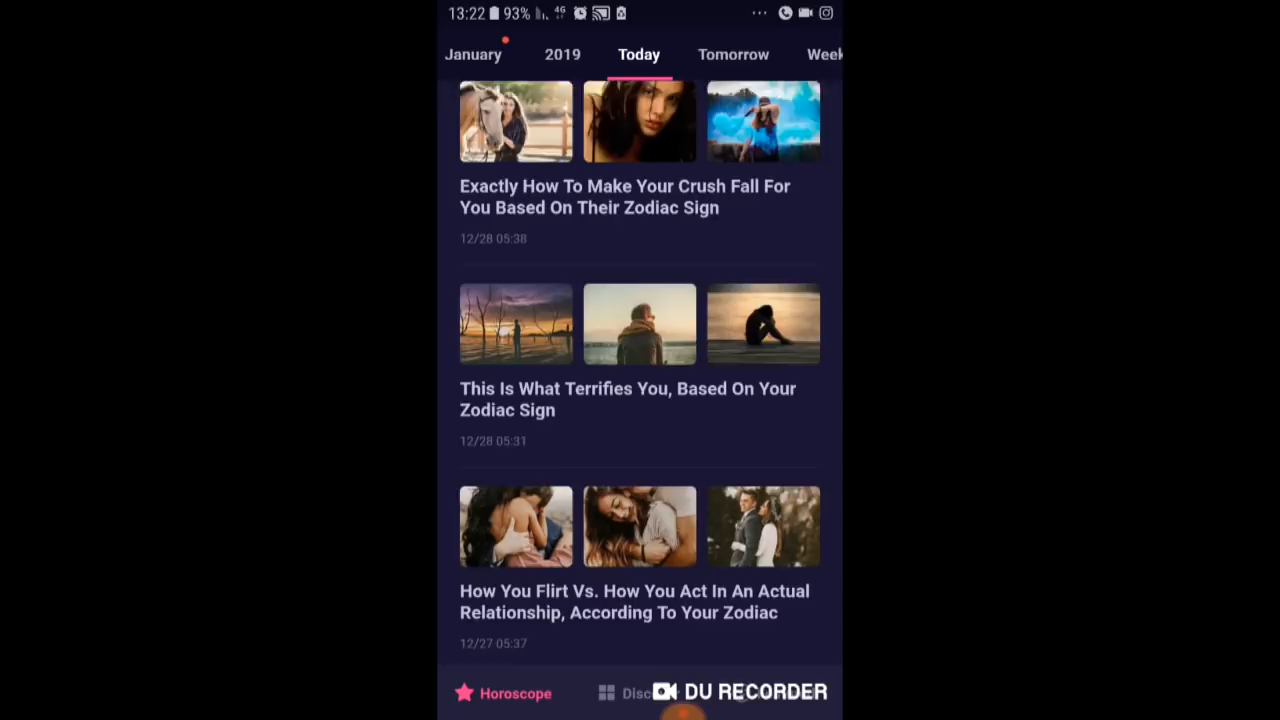 13:22 93% 4G
January 2019 Today Tomorrow Week
Exactly How To Make Your Crush Fall For
You Based On Their Zodiac Sign
12/28 05:38
This Is What Terrifies You, Based On Your
Zodiac Sign
12/28 05:31
How You Flirt Vs. How You Act In An Actual
Relationship, According To Your Zodiac
12/27 05:37
Horoscope DU RECORDER